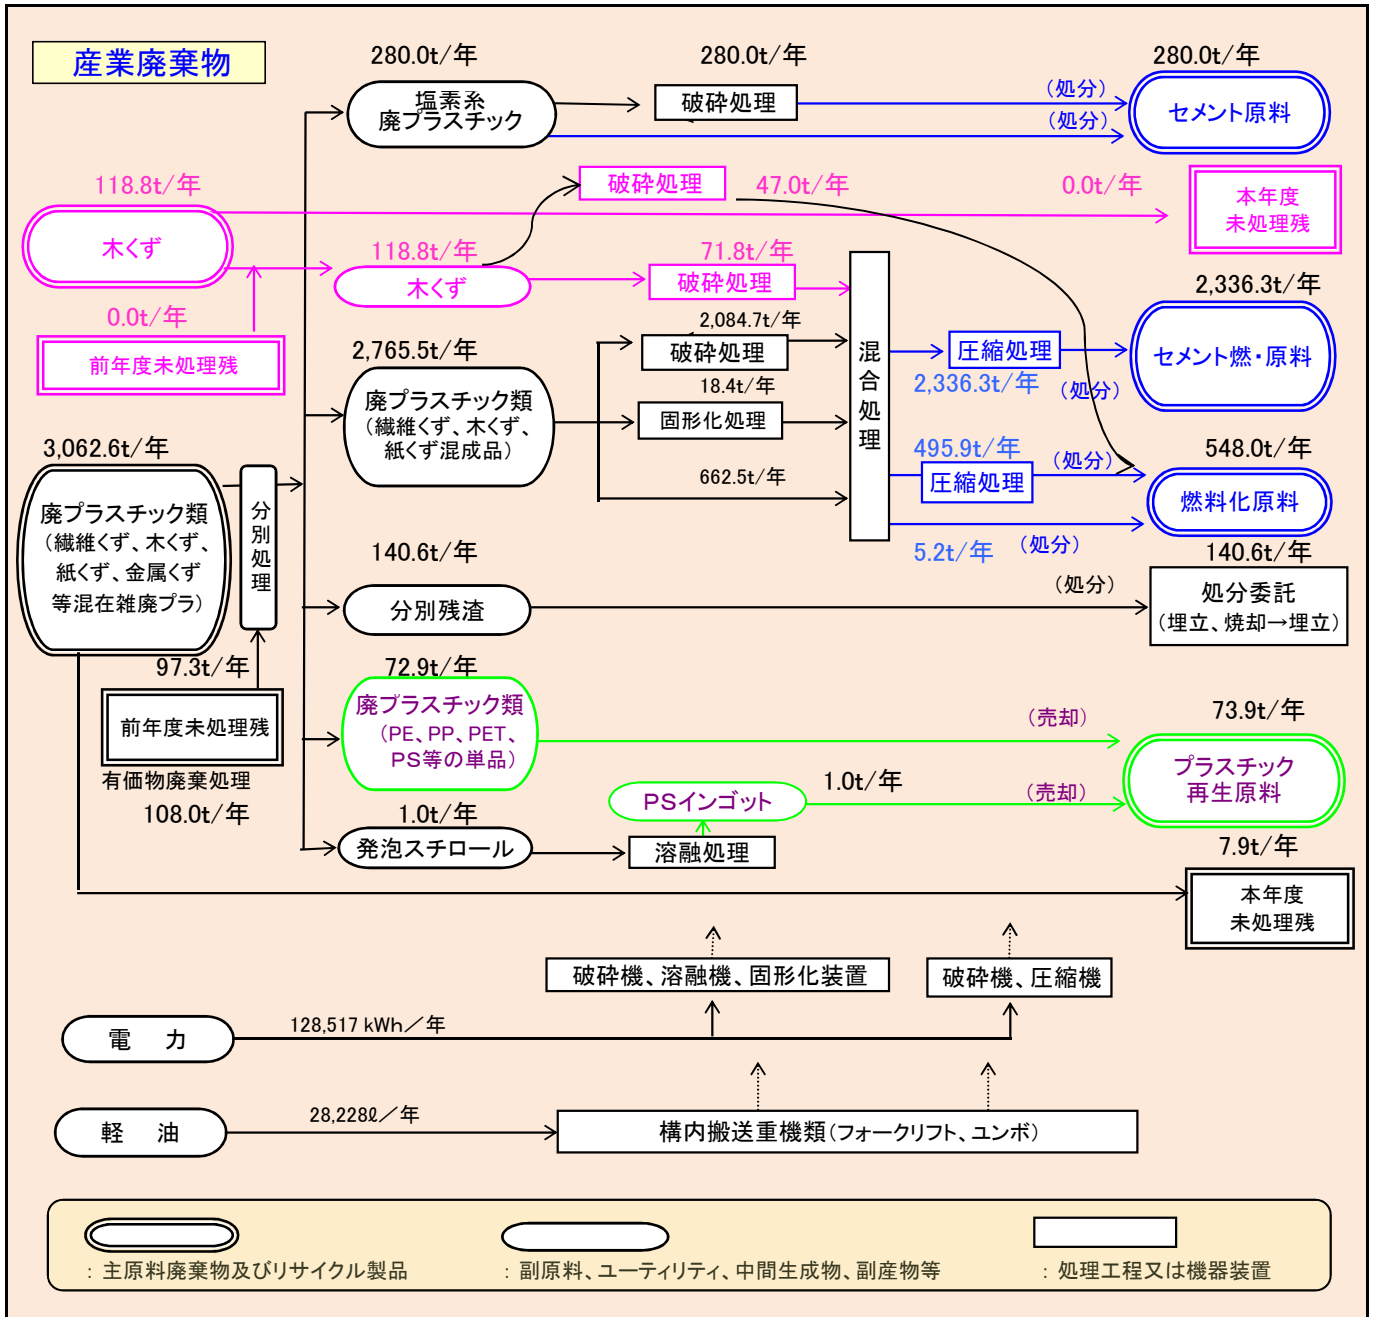 産業廃棄物
280.0t/年
280.0t/年
280.0t/年
塩素系
廃プラスチック
破砕処理
(処分)
(処分)
セメント原料
118.8t/年
破砕処理
47.0t/年
0.0t/年
本年度
未処理残
木くず
118.8t/年
71.8t/年
木くず
破砕処理
0.0t/年
前年度未処理残
2,336.3t/年
2,084.7t/年
破砕処理
2,765.5t/年
混合処理
圧縮処理
セメント燃・原料
18.4t/年
2,336.3t/年
(処分)
廃プラスチック類
(繊維くず、木くず、
紙くず混成品)
固形化処理
3,062.6t/年
495.9t/年
(処分)
548.0t/年
662.5t/年
圧縮処理
燃料化原料
廃プラスチック類
(繊維くず、木くず、
紙くず、金属くず
等混在雑廃プラ)
分別処理
140.6t/年
5.2t/年
(処分)
140.6t/年
分別残渣
(処分)
処分委託
(埋立、焼却→埋立)
97.3t/年
前年度未処理残
有価物廃棄処理
108.0t/年
72.9t/年
廃プラスチック類
(PE、PP、PET、
PS等の単品)
(売却)
73.9t/年
プラスチック
再生原料
PSインゴット
1.0t/年
(売却)
1.0t/年
発泡スチロール
溶融処理
7.9t/年
本年度
未処理残
破砕機、溶融機、固形化装置
破砕機、圧縮機
電 力
128,517 kWh/年
軽 油
28,228ℓ/年
構内搬送重機類(フォークリフト、ユンボ)
: 主原料廃棄物及びリサイクル製品
: 副原料、ユーティリティ、中間生成物、副産物等
: 処理工程又は機器装置